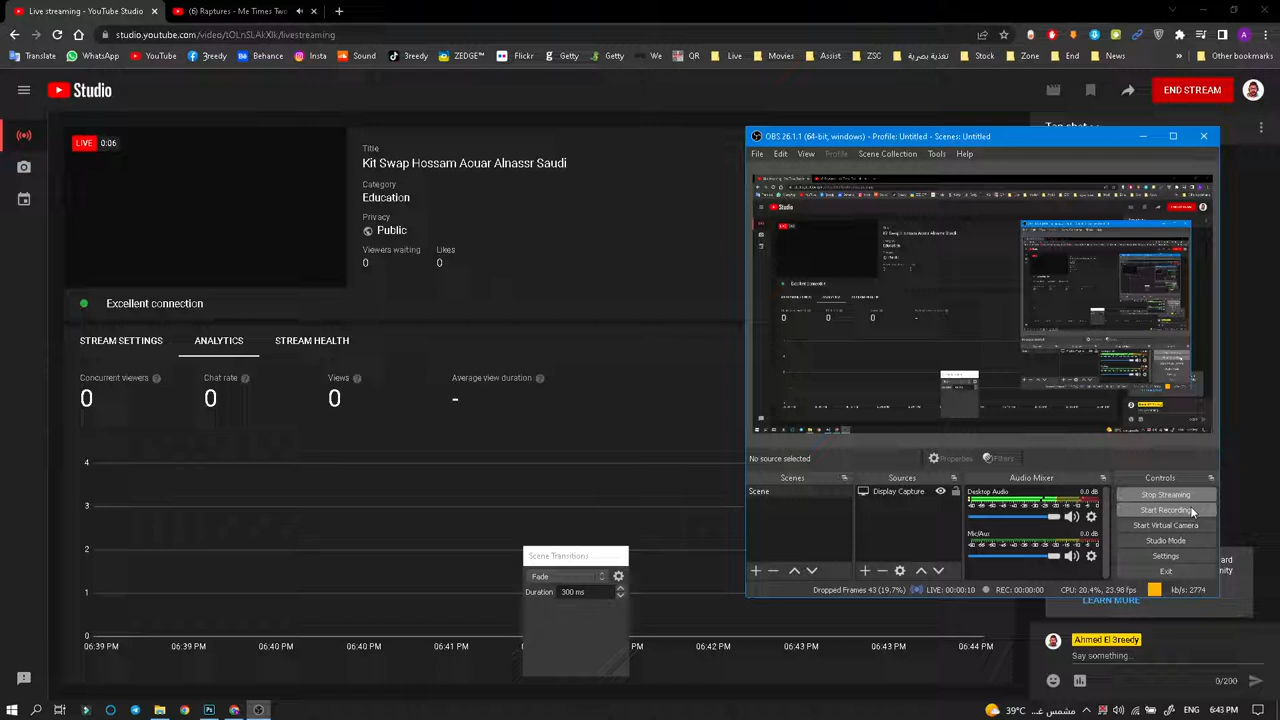 Live streaming - YouTube Studio
(6) Raptures - Me Times Two
studio.youtube.com/video/tOLnSLAkXlk/livestreaming
Translate
WhatsApp
YouTube
3reedy
Behance
Insta
Sound
3reedy
ZEDGE™
Flickr
Getty
Getty
We
QR
Live
Movies
Assist
ZSC
تغذية بصرية
Stock
Zone
End
News
Other bookmarks
Studio
END STREAM
LIVE 0:06
Title
Kit Swap Hossam Aouar Alnassr Saudi
Category
Education
Privacy
Public
Viewers waiting
Likes
0
0
Excellent connection
STREAM SETTINGS
ANALYTICS
STREAM HEALTH
Concurrent viewers
Chat rate
Views
Average view duration
0
0
0
-
4
3
2
1
0
06:39 PM
06:39 PM
06:40 PM
06:40 PM
06:41 PM
PM
06:42 PM
06:43 PM
06:43 PM
06:44 PM
Scene Transitions
Fade
Duration 300 ms
OBS 26.1.1 (64-bit, windows) - Profile: Untitled - Scenes: Untitled
File
Edit
View
Profile
Scene Collection
Tools
Help
No source selected
Properties
Filters
Scenes
Sources
Audio Mixer
Controls
Scene
Display Capture
Desktop Audio
0.0 dB
Mic/Aux
0.0 dB
Stop Streaming
Start Recording
Start Virtual Camera
Studio Mode
Settings
Exit
Dropped Frames 43 (19.7%)
LIVE: 00:00:10
REC: 00:00:00
CPU: 20.4%, 23.98 fps
kb/s: 2774
LEARN MORE
Ahmed El 3reedy
Say something...
0/200
39°C
ENG
6:43 PM